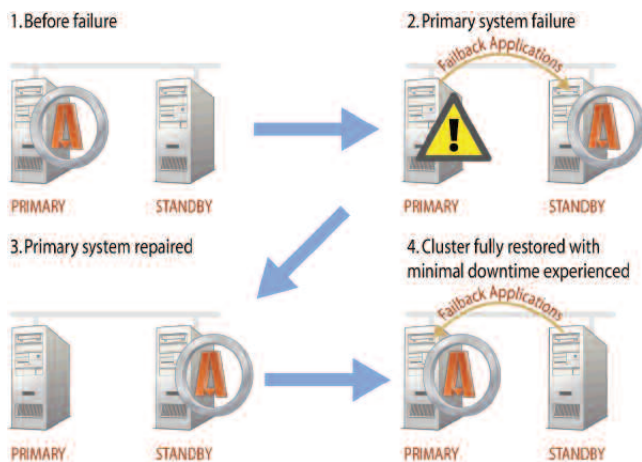 1. Before failure
PRIMARY
STANDBY
2. Primary system failure
Failback Applications
PRIMARY
STANDBY
3. Primary system repaired
PRIMARY
STANDBY
4. Cluster fully restored with
minimal downtime experienced
Failback Applications
PRIMARY
STANDBY